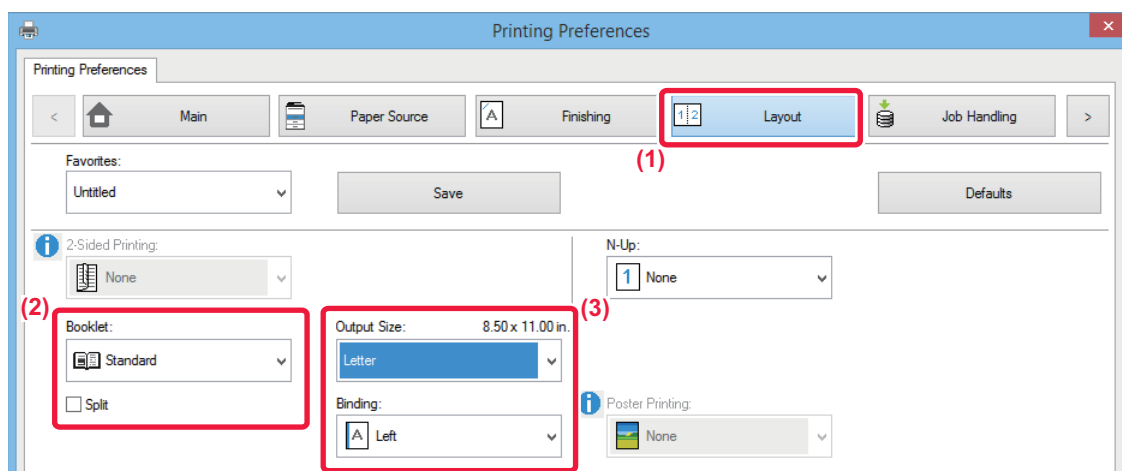 Printing Preferences
Printing Preferences
< Main Paper Source A Finishing 1 2 Layout Job Handling >
(1)
Favorites:
Untitled Save Defaults
i 2-Sided Printing: N-Up:
None 1 None
(2) (3)
Booklet: Output Size: 8.50 x 11.00 in.
Standard Letter
Split Binding: i Poster Printing:
A Left None